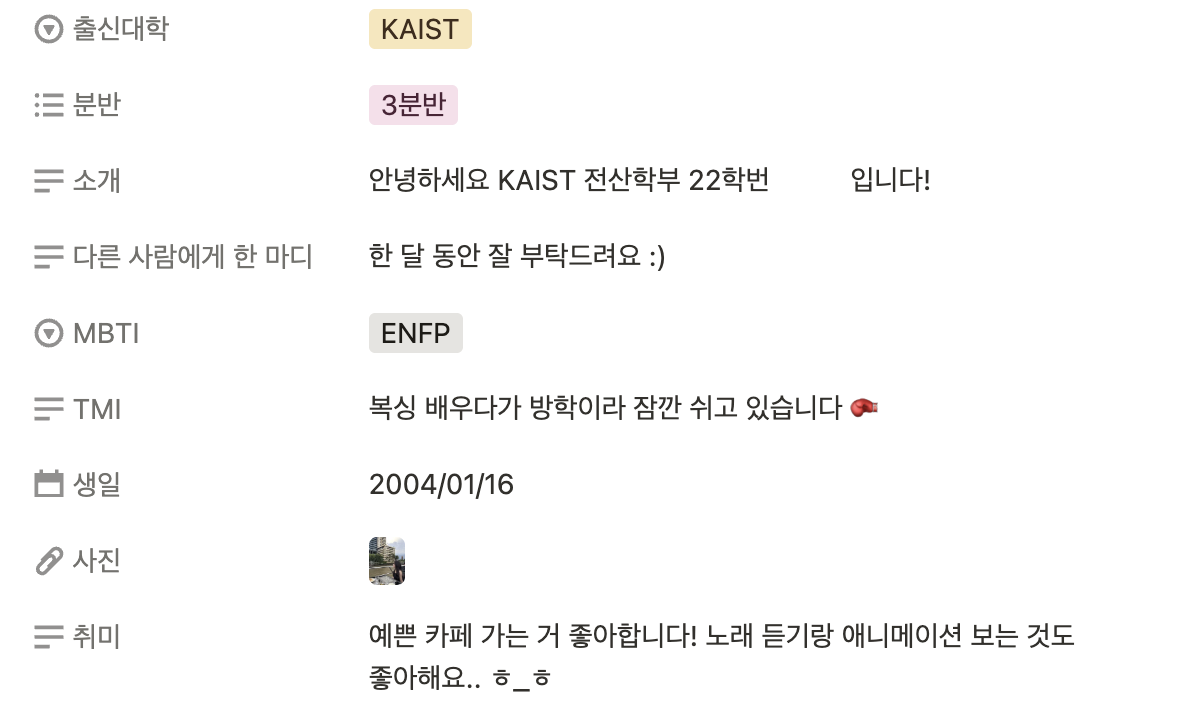 출신대학 KAIST
분반 3분반
소개 안녕하세요 KAIST 전산학부 22학번 입니다!
다른 사람에게 한 마디 한 달 동안 잘 부탁드려요 :)
MBTI ENFP
TMI 복싱 배우다가 방학이라 잠깐 쉬고 있습니다 🥊
생일 2004/01/16
사진
취미 예쁜 카페 가는 거 좋아합니다! 노래 듣기랑 애니메이션 보는 것도
좋아해요.. ㅎ_ㅎ